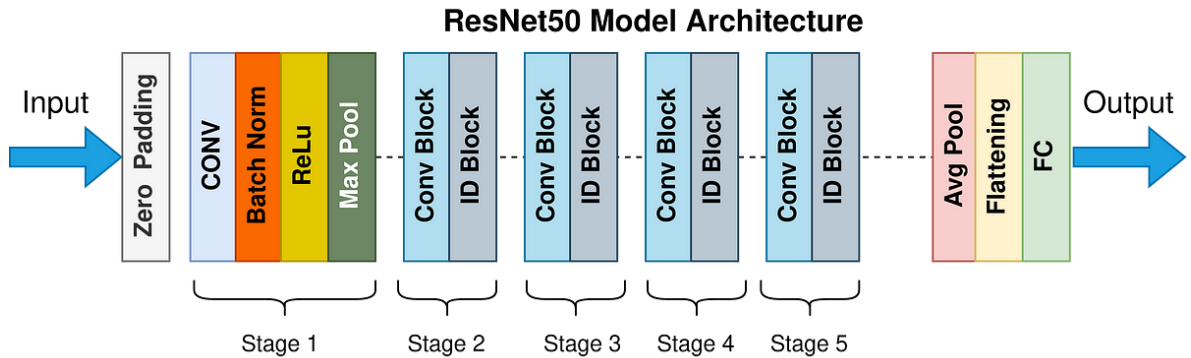 ResNet50 Model Architecture
Input
Zero Padding
CONV
Batch Norm
ReLu
Max Pool
Conv Block
ID Block
Conv Block
ID Block
Conv Block
ID Block
Conv Block
ID Block
Avg Pool
Flattening
FC
Output
Stage 1
Stage 2
Stage 3
Stage 4
Stage 5